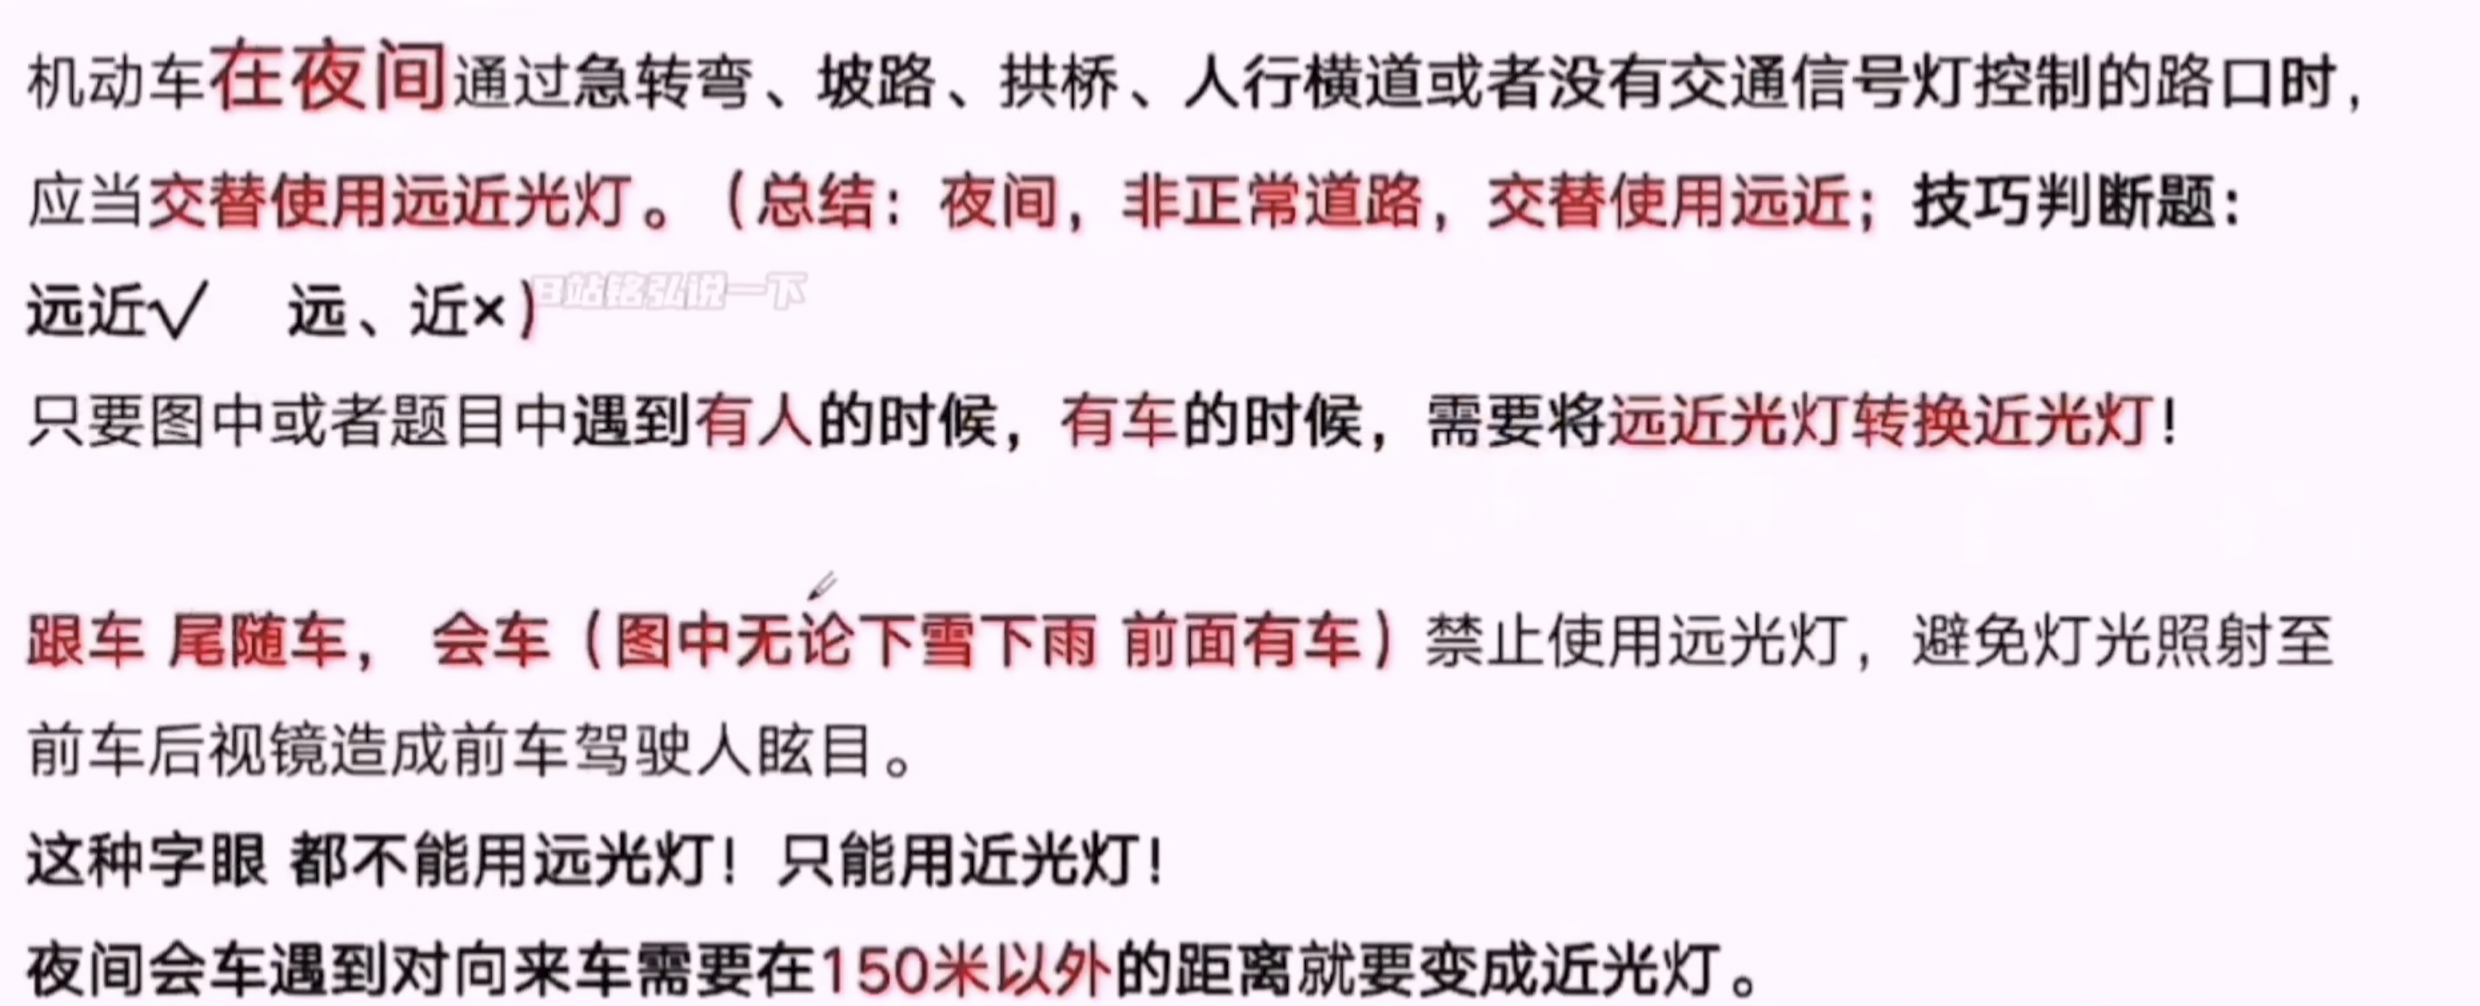 机动车在夜间通过急转弯、坡路、拱桥、人行横道或者没有交通信号灯控制的路口时，
应当交替使用远近光灯。（总结：夜间，非正常道路，交替使用远近；技巧判断题：
远近√ 远、近×）
B站铭弘说一下
只要图中或者题目中遇到有人的时候，有车的时候，需要将远近光灯转换近光灯！
跟车 尾随车， 会车（图中无论下雪下雨 前面有车）禁止使用远光灯，避免灯光照射至
前车后视镜造成前车驾驶人眩目。
这种字眼 都不能用远光灯！只能用近光灯！
夜间会车遇到对向来车需要在150米以外的距离就要变成近光灯。